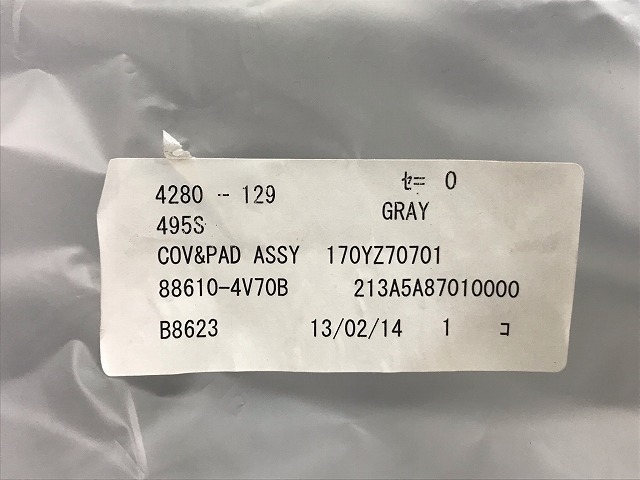 4280 - 129 ｾ= 0
495S GRAY
COV&PAD ASSY 170YZ70701
88610-4V70B 213A5A87010000
B8623 13/02/14 1 ｺ